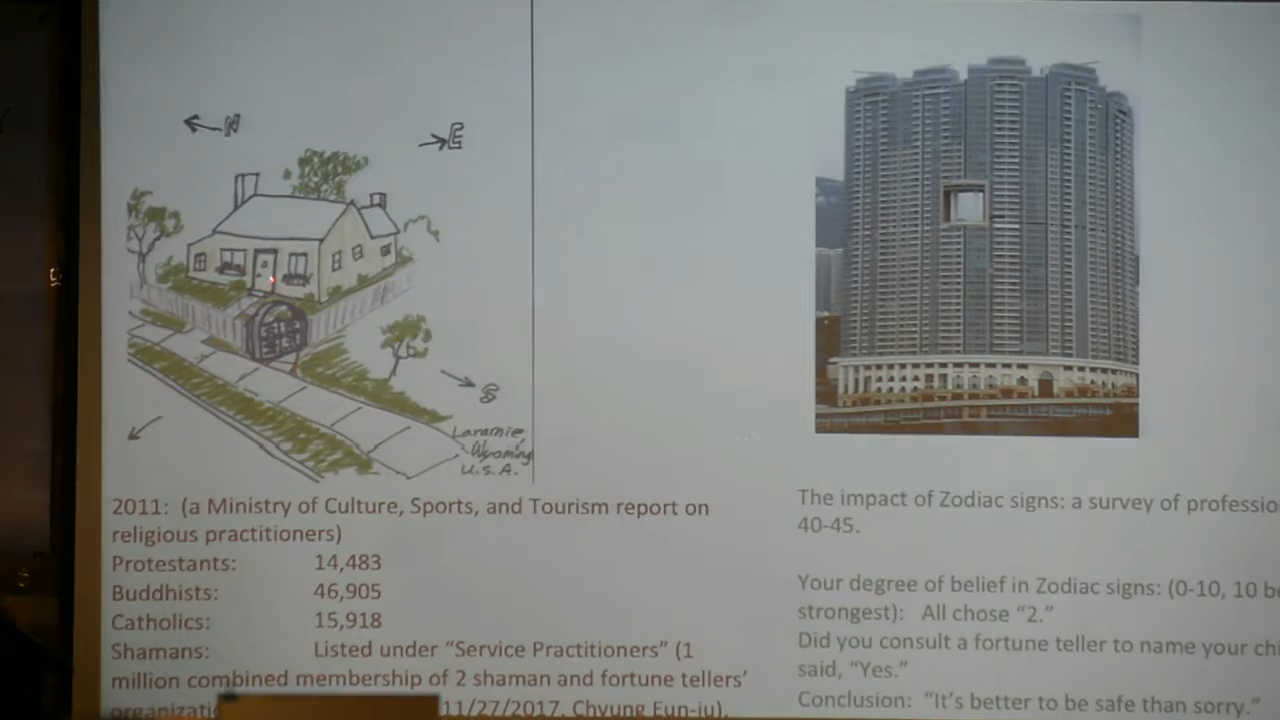 N
E
S
Laramie,
Wyoming
U.S.A.
2011: (a Ministry of Culture, Sports, and Tourism report on
religious practitioners)
Protestants: 14,483
Buddhists: 46,905
Catholics: 15,918
Shamans: Listed under “Service Practitioners” (1
million combined membership of 2 shaman and fortune tellers’
11/27/2017, Chyung Eun-ju).
The impact of Zodiac signs: a survey of
40-45.
Your degree of belief in Zodiac signs: (0-10, 10
strongest): All chose “2.”
Did you consult a fortune teller to name your
said, “Yes.”
Conclusion: “It’s better to be safe than sorry.”